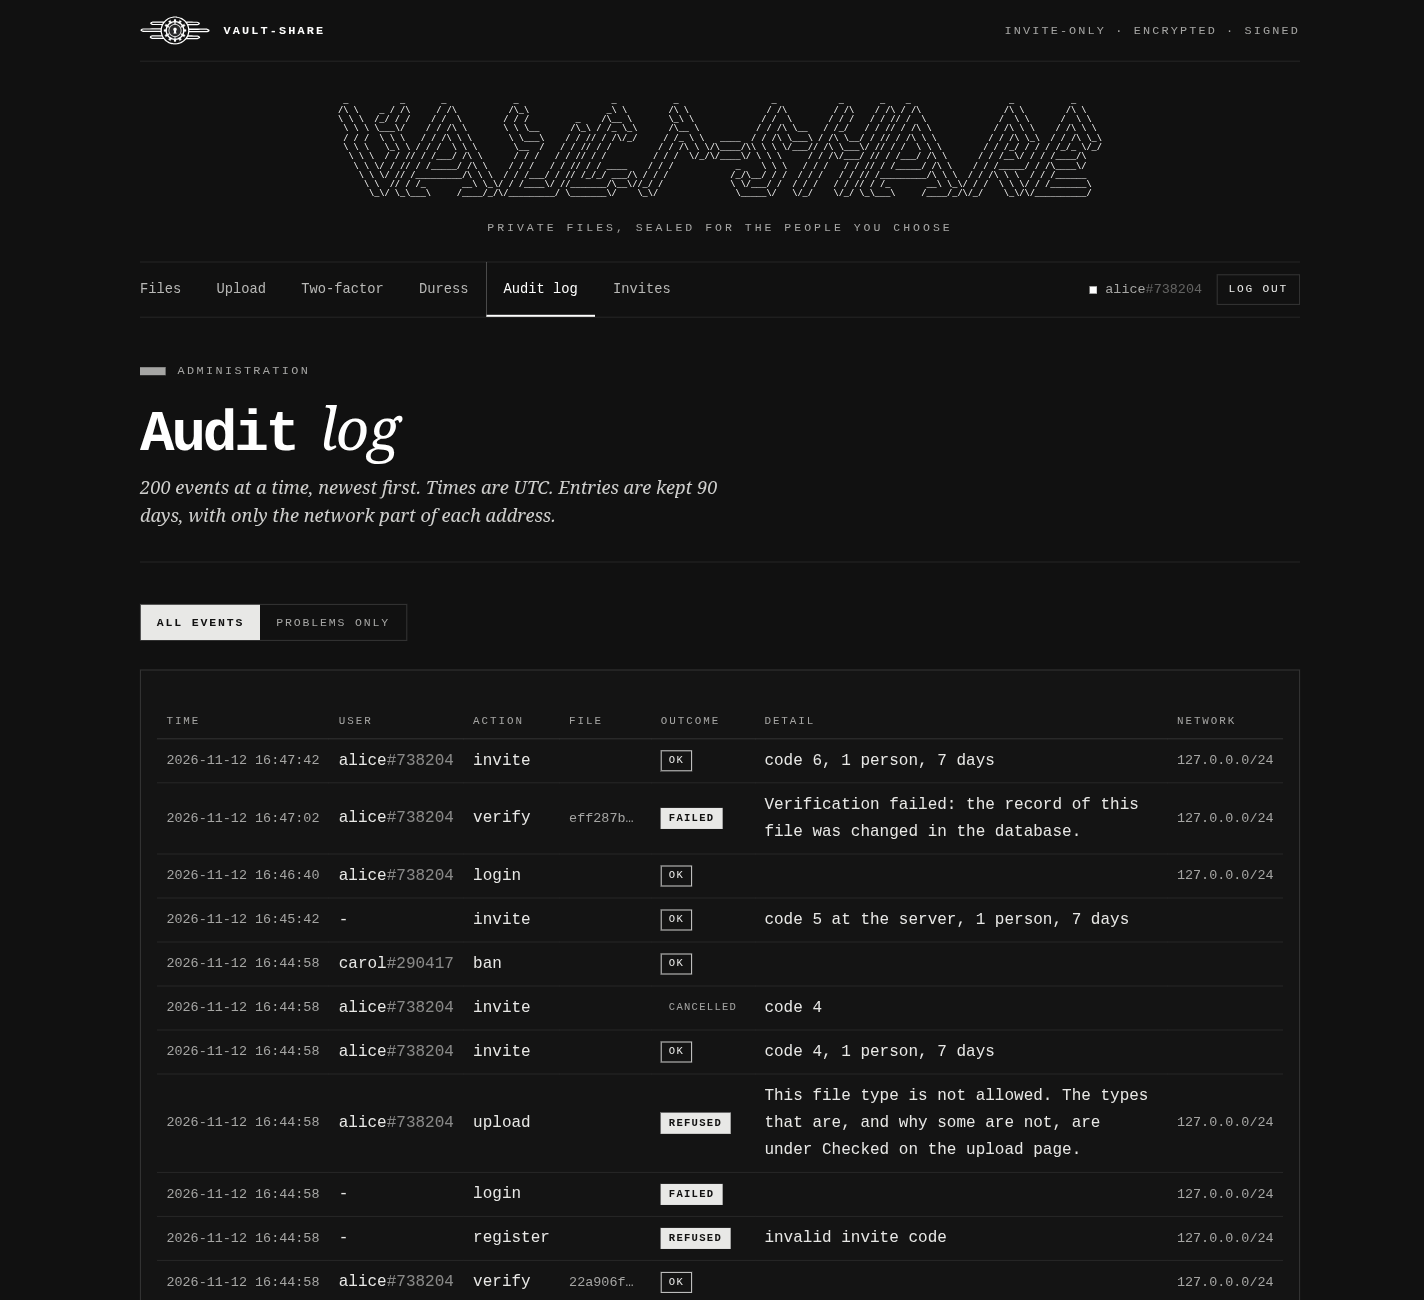 VAULT-SHARE
INVITE-ONLY · ENCRYPTED · SIGNED
VAULT-SHARE
PRIVATE FILES, SEALED FOR THE PEOPLE YOU CHOOSE
Files Upload Two-factor Duress Audit log Invites alice#738204 LOG OUT
ADMINISTRATION
Audit log
200 events at a time, newest first. Times are UTC. Entries are kept 90
days, with only the network part of each address.
ALL EVENTS PROBLEMS ONLY
TIME USER ACTION FILE OUTCOME DETAIL NETWORK
2026-11-12 16:47:42 alice#738204 invite OK code 6, 1 person, 7 days 127.0.0.0/24
2026-11-12 16:47:02 alice#738204 verify eff287b… FAILED Verification failed: the record of this
file was changed in the database. 127.0.0.0/24
2026-11-12 16:46:40 alice#738204 login OK 127.0.0.0/24
2026-11-12 16:45:42 - invite OK code 5 at the server, 1 person, 7 days
2026-11-12 16:44:58 carol#290417 ban OK
2026-11-12 16:44:58 alice#738204 invite CANCELLED code 4
2026-11-12 16:44:58 alice#738204 invite OK code 4, 1 person, 7 days
2026-11-12 16:44:58 alice#738204 upload REFUSED This file type is not allowed. The types
that are, and why some are not, are
under Checked on the upload page. 127.0.0.0/24
2026-11-12 16:44:58 - login FAILED 127.0.0.0/24
2026-11-12 16:44:58 - register REFUSED invalid invite code 127.0.0.0/24
2026-11-12 16:44:58 alice#738204 verify 22a906f… OK 127.0.0.0/24